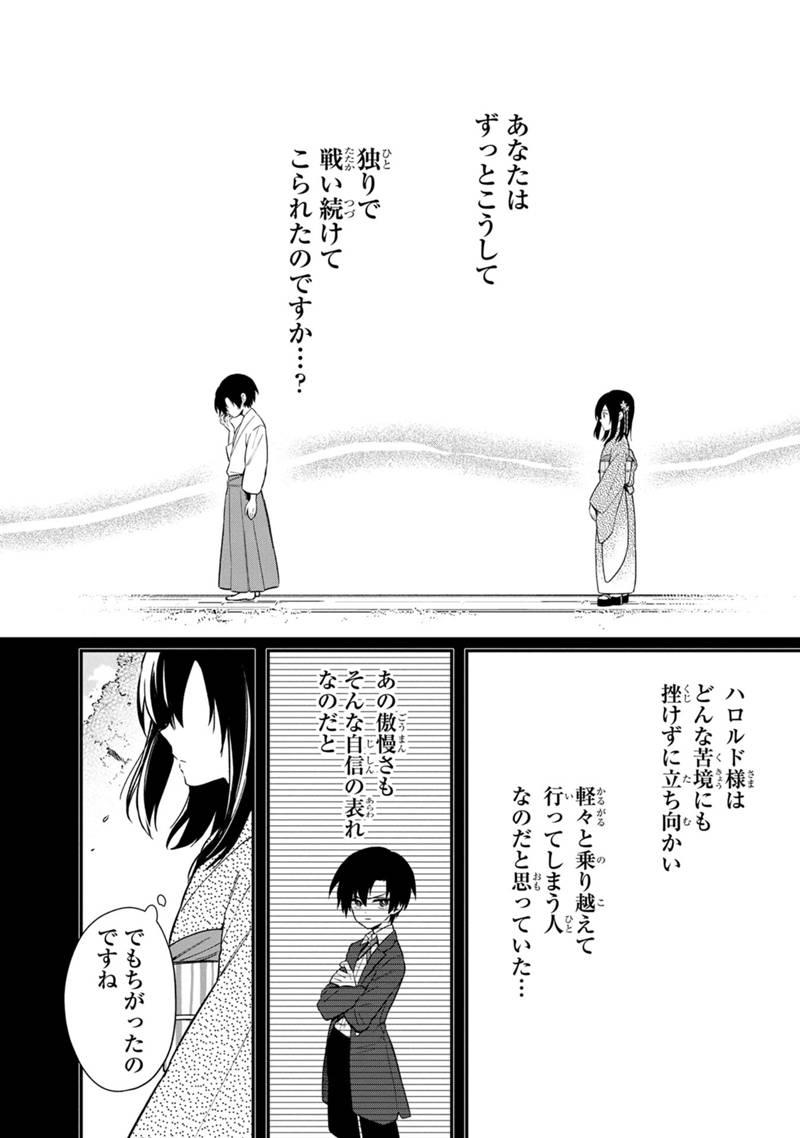 あなたは
ずっとこうして
独りで
戦い続けて
こられたのですか…?
ハロルド様は
どんな苦境にも
挫けずに立ち向かい
軽々と乗り越えて
行ってしまう人
なのだと思っていた…
あの傲慢さも
そんな自信の表れ
なのだと
でもちがったの
ですね